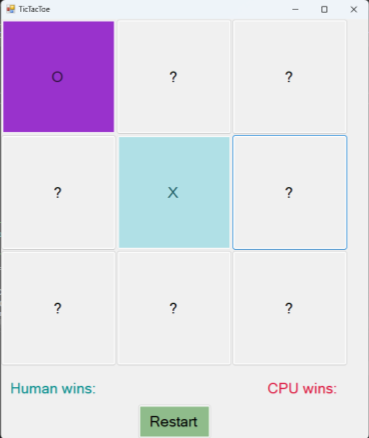 TicTacToe
O ? ?
? X ?
? ? ?
Human wins: CPU wins:
Restart